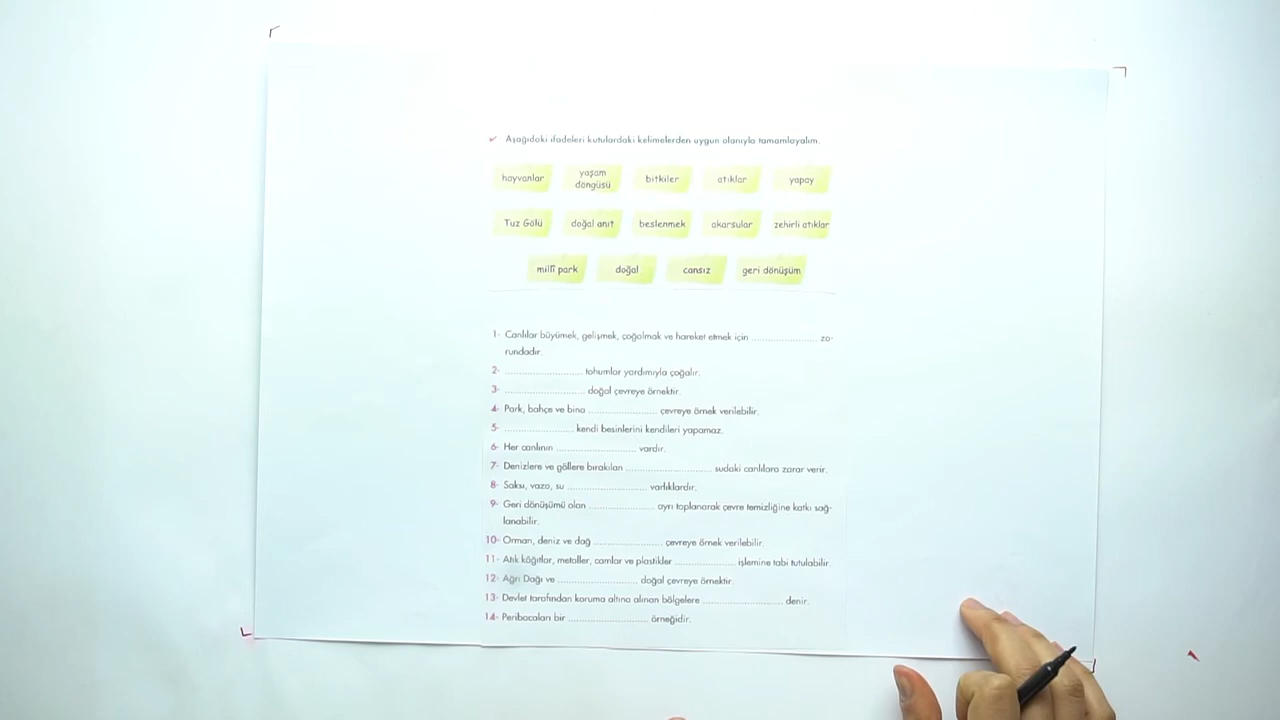 ✓ Aşağıdaki ifadeleri kutulardaki kelimelerden uygun olanıyla tamamlayalım.
hayvanlar yaşam döngüsü bitkiler atıklar yapay
Tuz Gölü doğal anıt beslenmek akarsular zehirli atıklar
millî park doğal cansız geri dönüşüm
1- Canlılar büyümek, gelişmek, çoğalmak ve hareket etmek için ...................... zo-
rundadır.
2- .......................... tohumlar yardımıyla çoğalır.
3- ........................... doğal çevreye örnektir.
4- Park, bahçe ve bina ....................... çevreye örnek verilebilir.
5- ....................... kendi besinlerini kendileri yapamaz.
6- Her canlının ........................... vardır.
7- Denizlere ve göllere bırakılan ............................. sudaki canlılara zarar verir.
8- Saksı, vazo, su ........................... varlıklardır.
9- Geri dönüşümü olan ...................... ayrı toplanarak çevre temizliğine katkı sağ-
lanabilir.
10- Orman, deniz ve dağ ....................... çevreye örnek verilebilir.
11- Atık kâğıtlar, metaller, camlar ve plastikler .................... işlemine tabi tutulabilir.
12- Ağrı Dağı ve ........................... doğal çevreye örnektir.
13- Devlet tarafından koruma altına alınan bölgelere ........................... denir.
14- Peribacaları bir ........................... örneğidir.